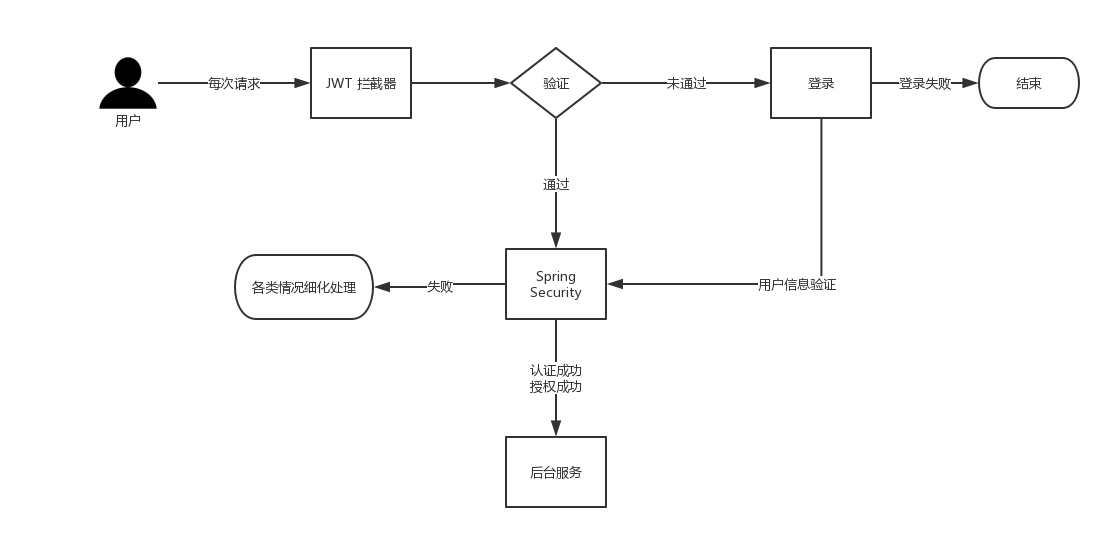 每次请求
JWT 拦截器
验证
未通过
登录
登录失败
结束
用户
通过
各类情况细化处理
失败
Spring
Security
用户信息验证
认证成功
授权成功
后台服务